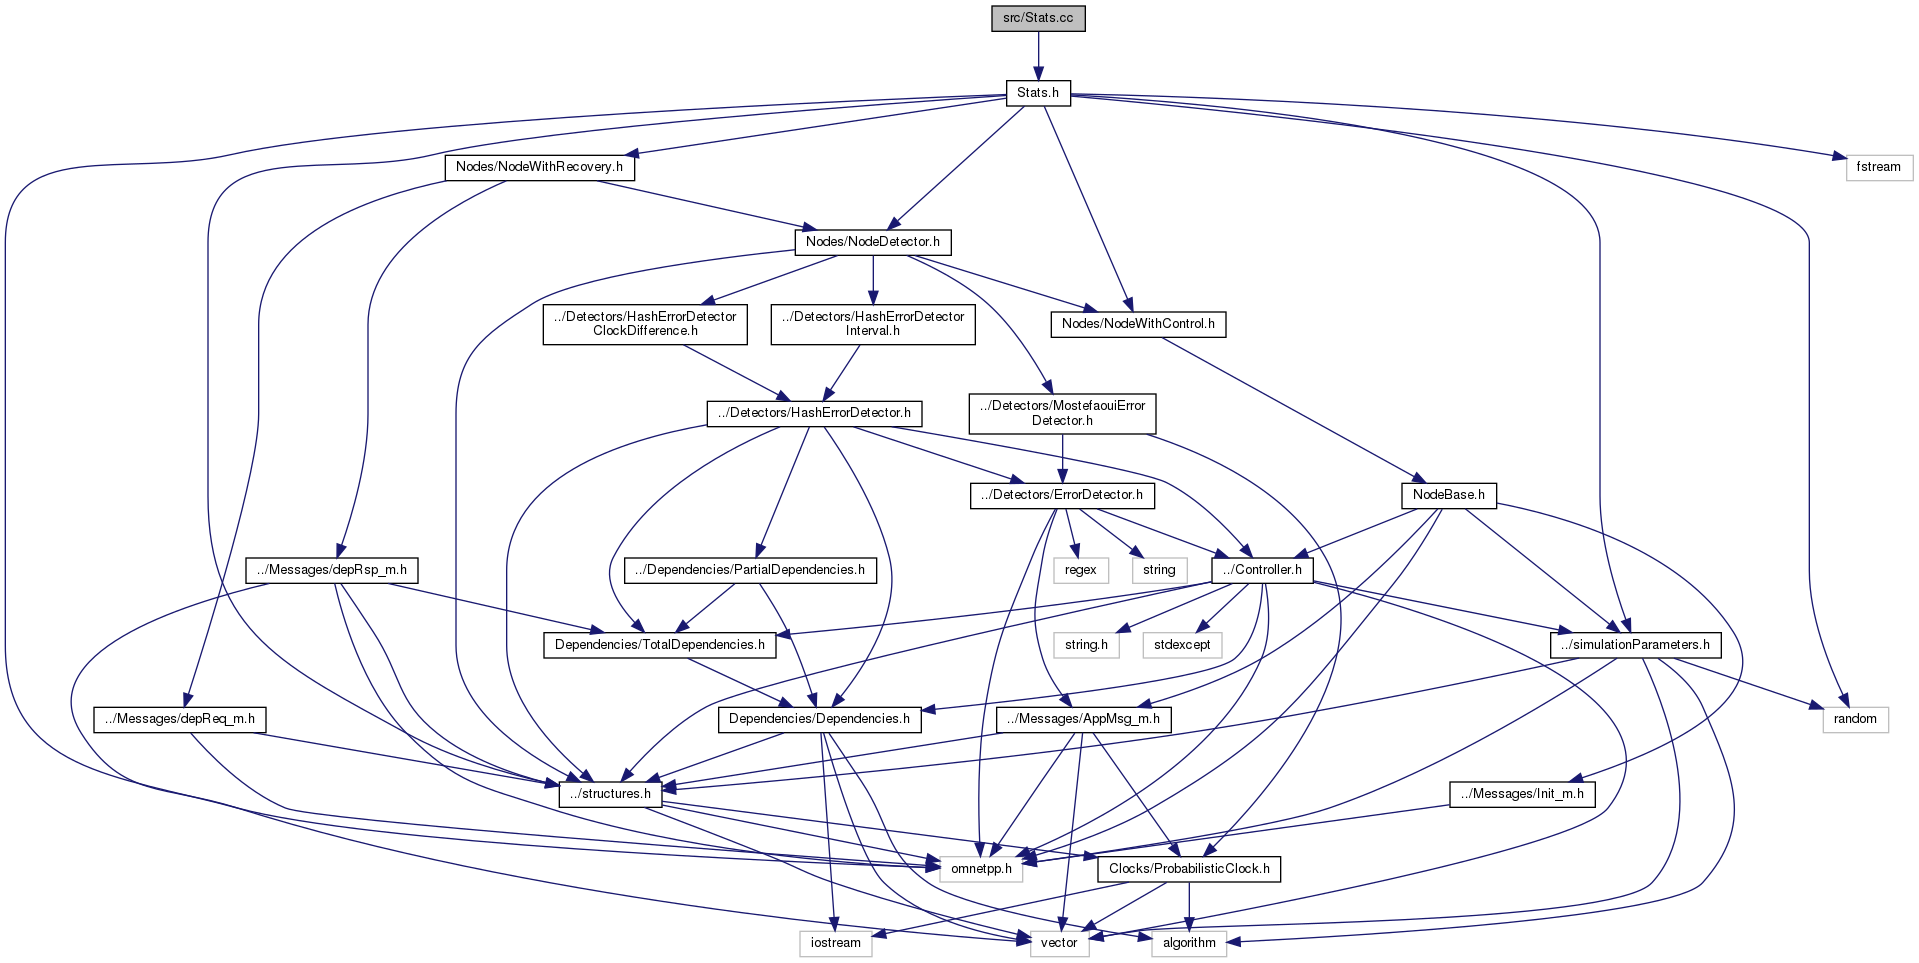 src/Stats.cc
Stats.h
Nodes/NodeWithRecovery.h
fstream
Nodes/NodeDetector.h
../Detectors/HashErrorDetector
ClockDifference.h
../Detectors/HashErrorDetector
Interval.h
Nodes/NodeWithControl.h
../Detectors/HashErrorDetector.h
../Detectors/MostefaouiError
Detector.h
../Detectors/ErrorDetector.h
NodeBase.h
../Messages/depRsp_m.h
../Dependencies/PartialDependencies.h
regex
string
../Controller.h
Dependencies/TotalDependencies.h
string.h
stdexcept
../simulationParameters.h
../Messages/depReq_m.h
Dependencies/Dependencies.h
../Messages/AppMsg_m.h
random
../structures.h
../Messages/Init_m.h
omnetpp.h
Clocks/ProbabilisticClock.h
iostream
vector
algorithm